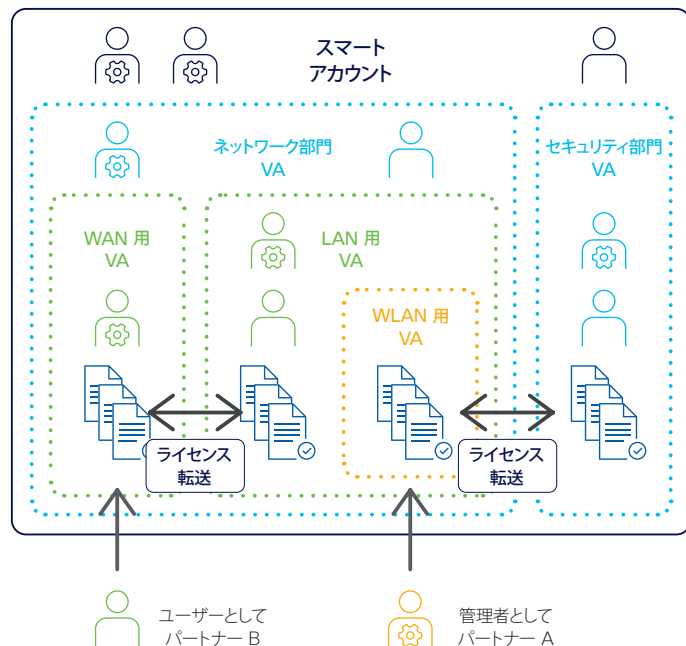 スマート
アカウント
ネットワーク部門
VA
セキュリティ部門
VA
WAN 用
VA
LAN 用
VA
WLAN 用
VA
ライセンス
転送
ライセンス
転送
ユーザーとして
パートナー B
管理者として
パートナー A